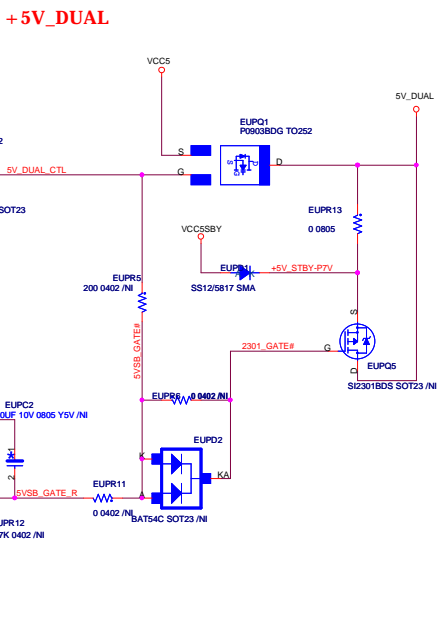 +5V_DUAL
VCC5
5V_DUAL
EUPQ1
P0903BDG TO252
S
D
G
5V_DUAL_CTL
SOT23
EUPR13
0 0805
VCC5SBY
+5V_STBY-P7V
SS12/5817 SMA
EUPR5
200 0402 /NI
5VSB_GATE#
S
2301_GATE#
G
D
EUPQ5
SI2301BDS SOT23 /NI
EUPR6
0 0402 /NI
EUPC2
0UF 10V 0805 Y5V /NI
EUPD2
K
KA
A
1
2
5VSB_GATE_R
EUPR11
0 0402 /NI
BAT54C SOT23 /NI
UPR12
7K 0402 /NI